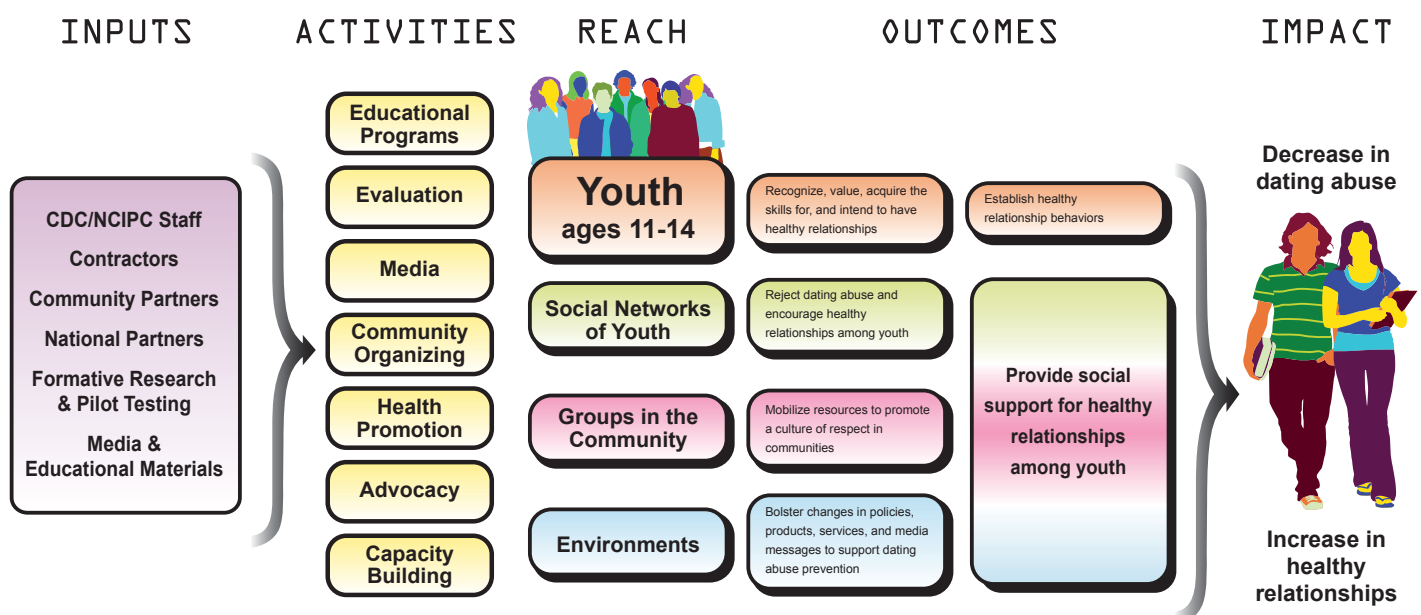 INPUTS
ACTIVITIES
REACH
OUTCOMES
IMPACT
CDC/NCIPC Staff
Contractors
Community Partners
National Partners
Formative Research
& Pilot Testing
Media &
Educational Materials
Educational
Programs
Evaluation
Media
Community
Organizing
Health
Promotion
Advocacy
Capacity
Building
Youth
ages 11-14
Social Networks
of Youth
Groups in the
Community
Environments
Recognize, value, acquire the
skills for, and intend to have
healthy relationships
Establish healthy
relationship behaviors
Reject dating abuse and
encourage healthy
relationships among youth
Mobilize resources to promote
a culture of respect in
communities
Bolster changes in policies,
products, services, and media
messages to support dating
abuse prevention
Provide social
support for healthy
relationships
among youth
Decrease in
dating abuse
Increase in
healthy
relationships